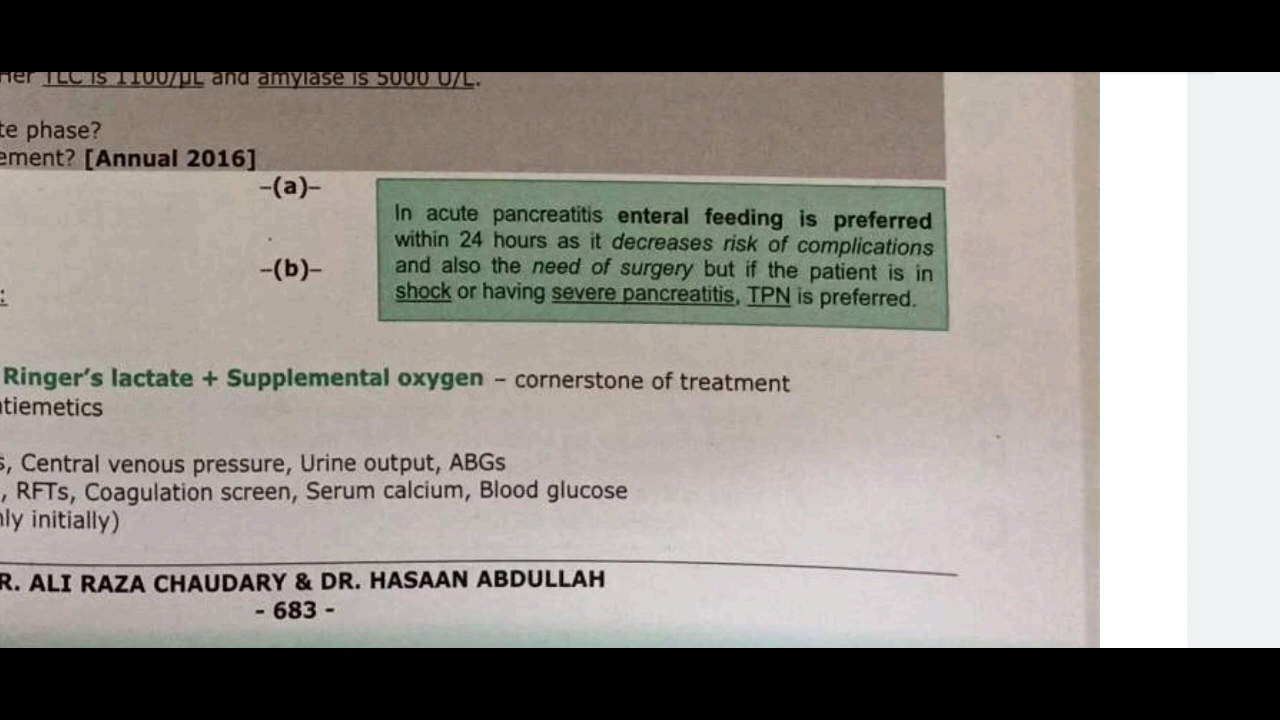 Her TLC is 1100/µL and amylase is 5000 U/L.
te phase?
ement? [Annual 2016]
–(a)–
In acute pancreatitis enteral feeding is preferred
within 24 hours as it decreases risk of complications
and also the need of surgery but if the patient is in
shock or having severe pancreatitis, TPN is preferred.
–(b)–
:
Ringer's lactate + Supplemental oxygen – cornerstone of treatment
tiemetics
s, Central venous pressure, Urine output, ABGs
, RFTs, Coagulation screen, Serum calcium, Blood glucose
ly initially)
R. ALI RAZA CHAUDARY & DR. HASAAN ABDULLAH
- 683 -